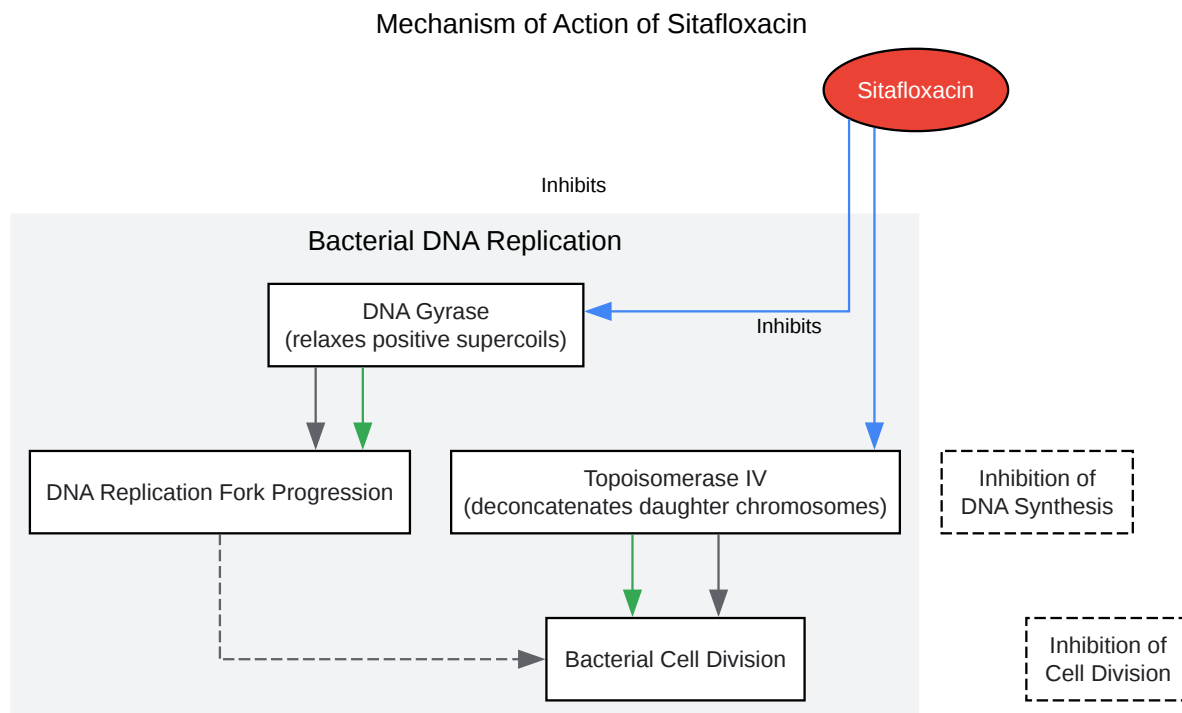 Mechanism of Action of Sitafloxacin
Sitafloxacin
Inhibits
Bacterial DNA Replication
DNA Gyrase
(relaxes positive supercoils)
Inhibits
DNA Replication Fork Progression
Topoisomerase IV
(deconcatenates daughter chromosomes)
Inhibition of
DNA Synthesis
Bacterial Cell Division
Inhibition of
Cell Division